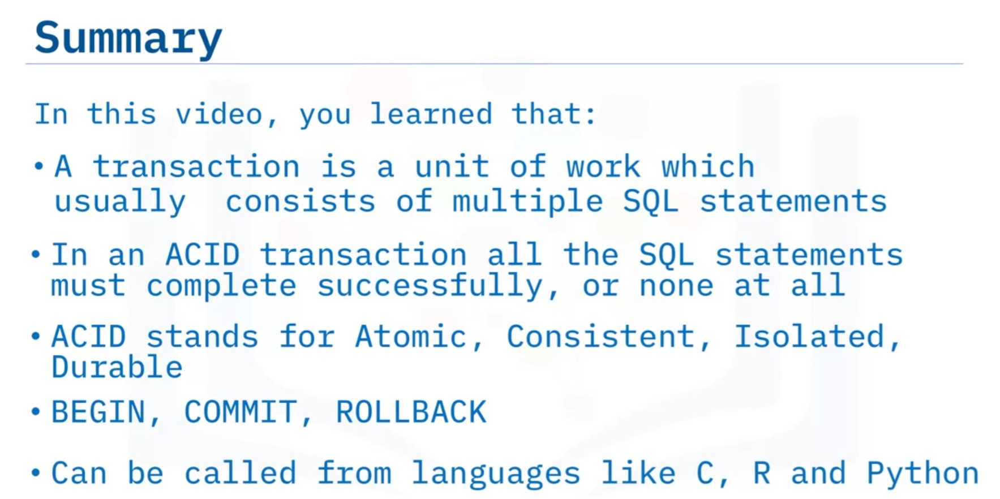 Summary
In this video, you learned that:
• A transaction is a unit of work which
usually consists of multiple SQL statements
• In an ACID transaction all the SQL statements
must complete successfully, or none at all
• ACID stands for Atomic, Consistent, Isolated,
Durable
• BEGIN, COMMIT, ROLLBACK
• Can be called from languages like C, R and Python